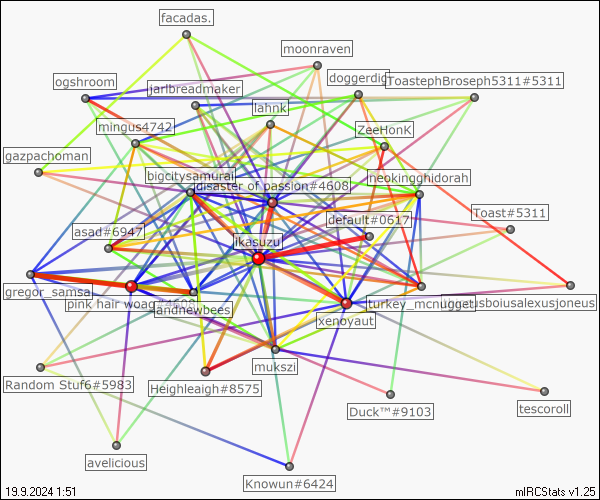 facadas.
moonraven
ogshroom
jarlbreadmaker
doggerdig
ToastephBroseph5311#5311
lahnk
mingus4742
ZeeHonK
gazpachoman
bigcitysamurai
disaster of passion#4608
neokingghidorah
asad#6947
ikasuzu
default#0617
Toast#5311
gregor_samsa
pink hair woag#4608
andnewbees
turkey_mcnugget
xenoyaut
Random Stuf6#5983
Heighleaigh#8575
mukszi
Duck™#9103
tescoroll
avelicious
Knowun#6424
19.9.2024 1:51
mIRCStats v1.25